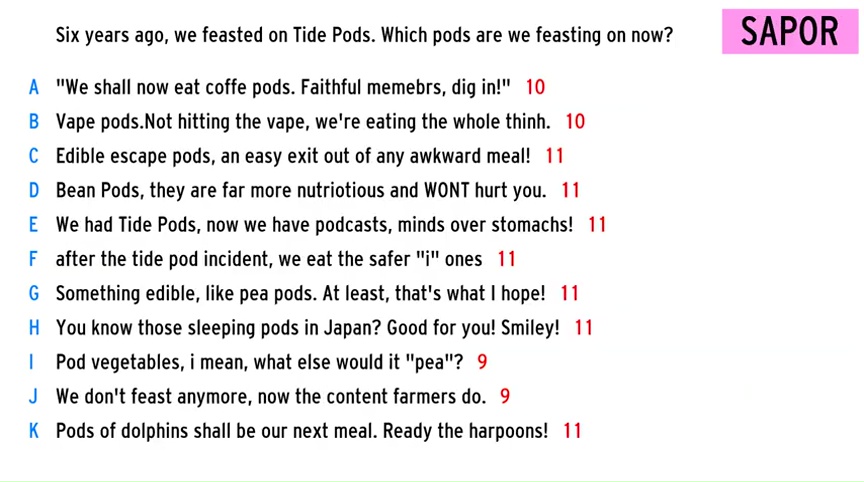 Six years ago, we feasted on Tide Pods. Which pods are we feasting on now?
SAPOR
A "We shall now eat coffe pods. Faithful memebrs, dig in!" 10
B Vape pods.Not hitting the vape, we're eating the whole thinh. 10
C Edible escape pods, an easy exit out of any awkward meal! 11
D Bean Pods, they are far more nutriotious and WONT hurt you. 11
E We had Tide Pods, now we have podcasts, minds over stomachs! 11
F after the tide pod incident, we eat the safer "i" ones 11
G Something edible, like pea pods. At least, that's what I hope! 11
H You know those sleeping pods in Japan? Good for you! Smiley! 11
I Pod vegetables, i mean, what else would it "pea"? 9
J We don't feast anymore, now the content farmers do. 9
K Pods of dolphins shall be our next meal. Ready the harpoons! 11